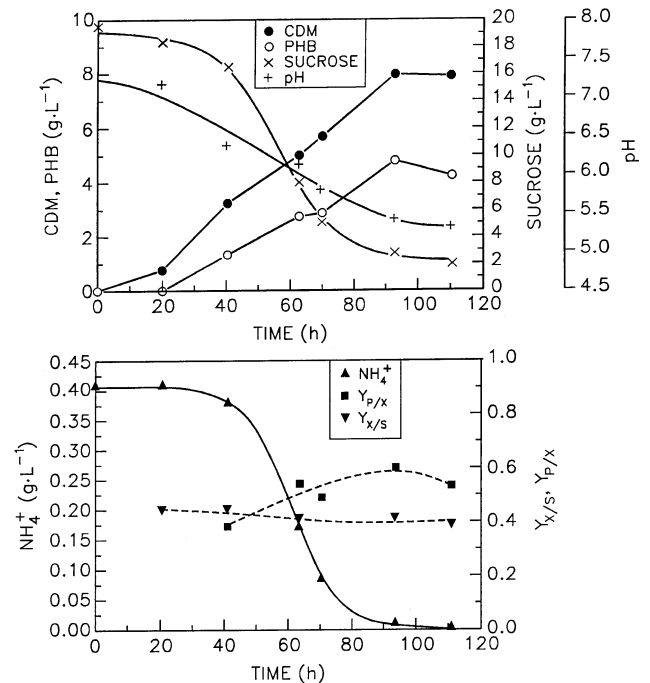 CDM
PHB
SUCROSE
pH
CDM, PHB (g·L⁻¹)
10
8
6
4
2
0
0 20 40 60 80 100 120
TIME (h)
20
18
16
14
12
10
8
6
4
2
0
SUCROSE (g·L⁻¹)
8.0
7.5
7.0
6.5
6.0
5.5
5.0
4.5
pH
NH₄⁺
Y_P/X
Y_X/S
NH₄⁺ (g·L⁻¹)
0.45
0.40
0.35
0.30
0.25
0.20
0.15
0.10
0.05
0.00
0 20 40 60 80 100 120
TIME (h)
1.0
0.8
0.6
0.4
0.2
0.0
Y_X/S, Y_P/X